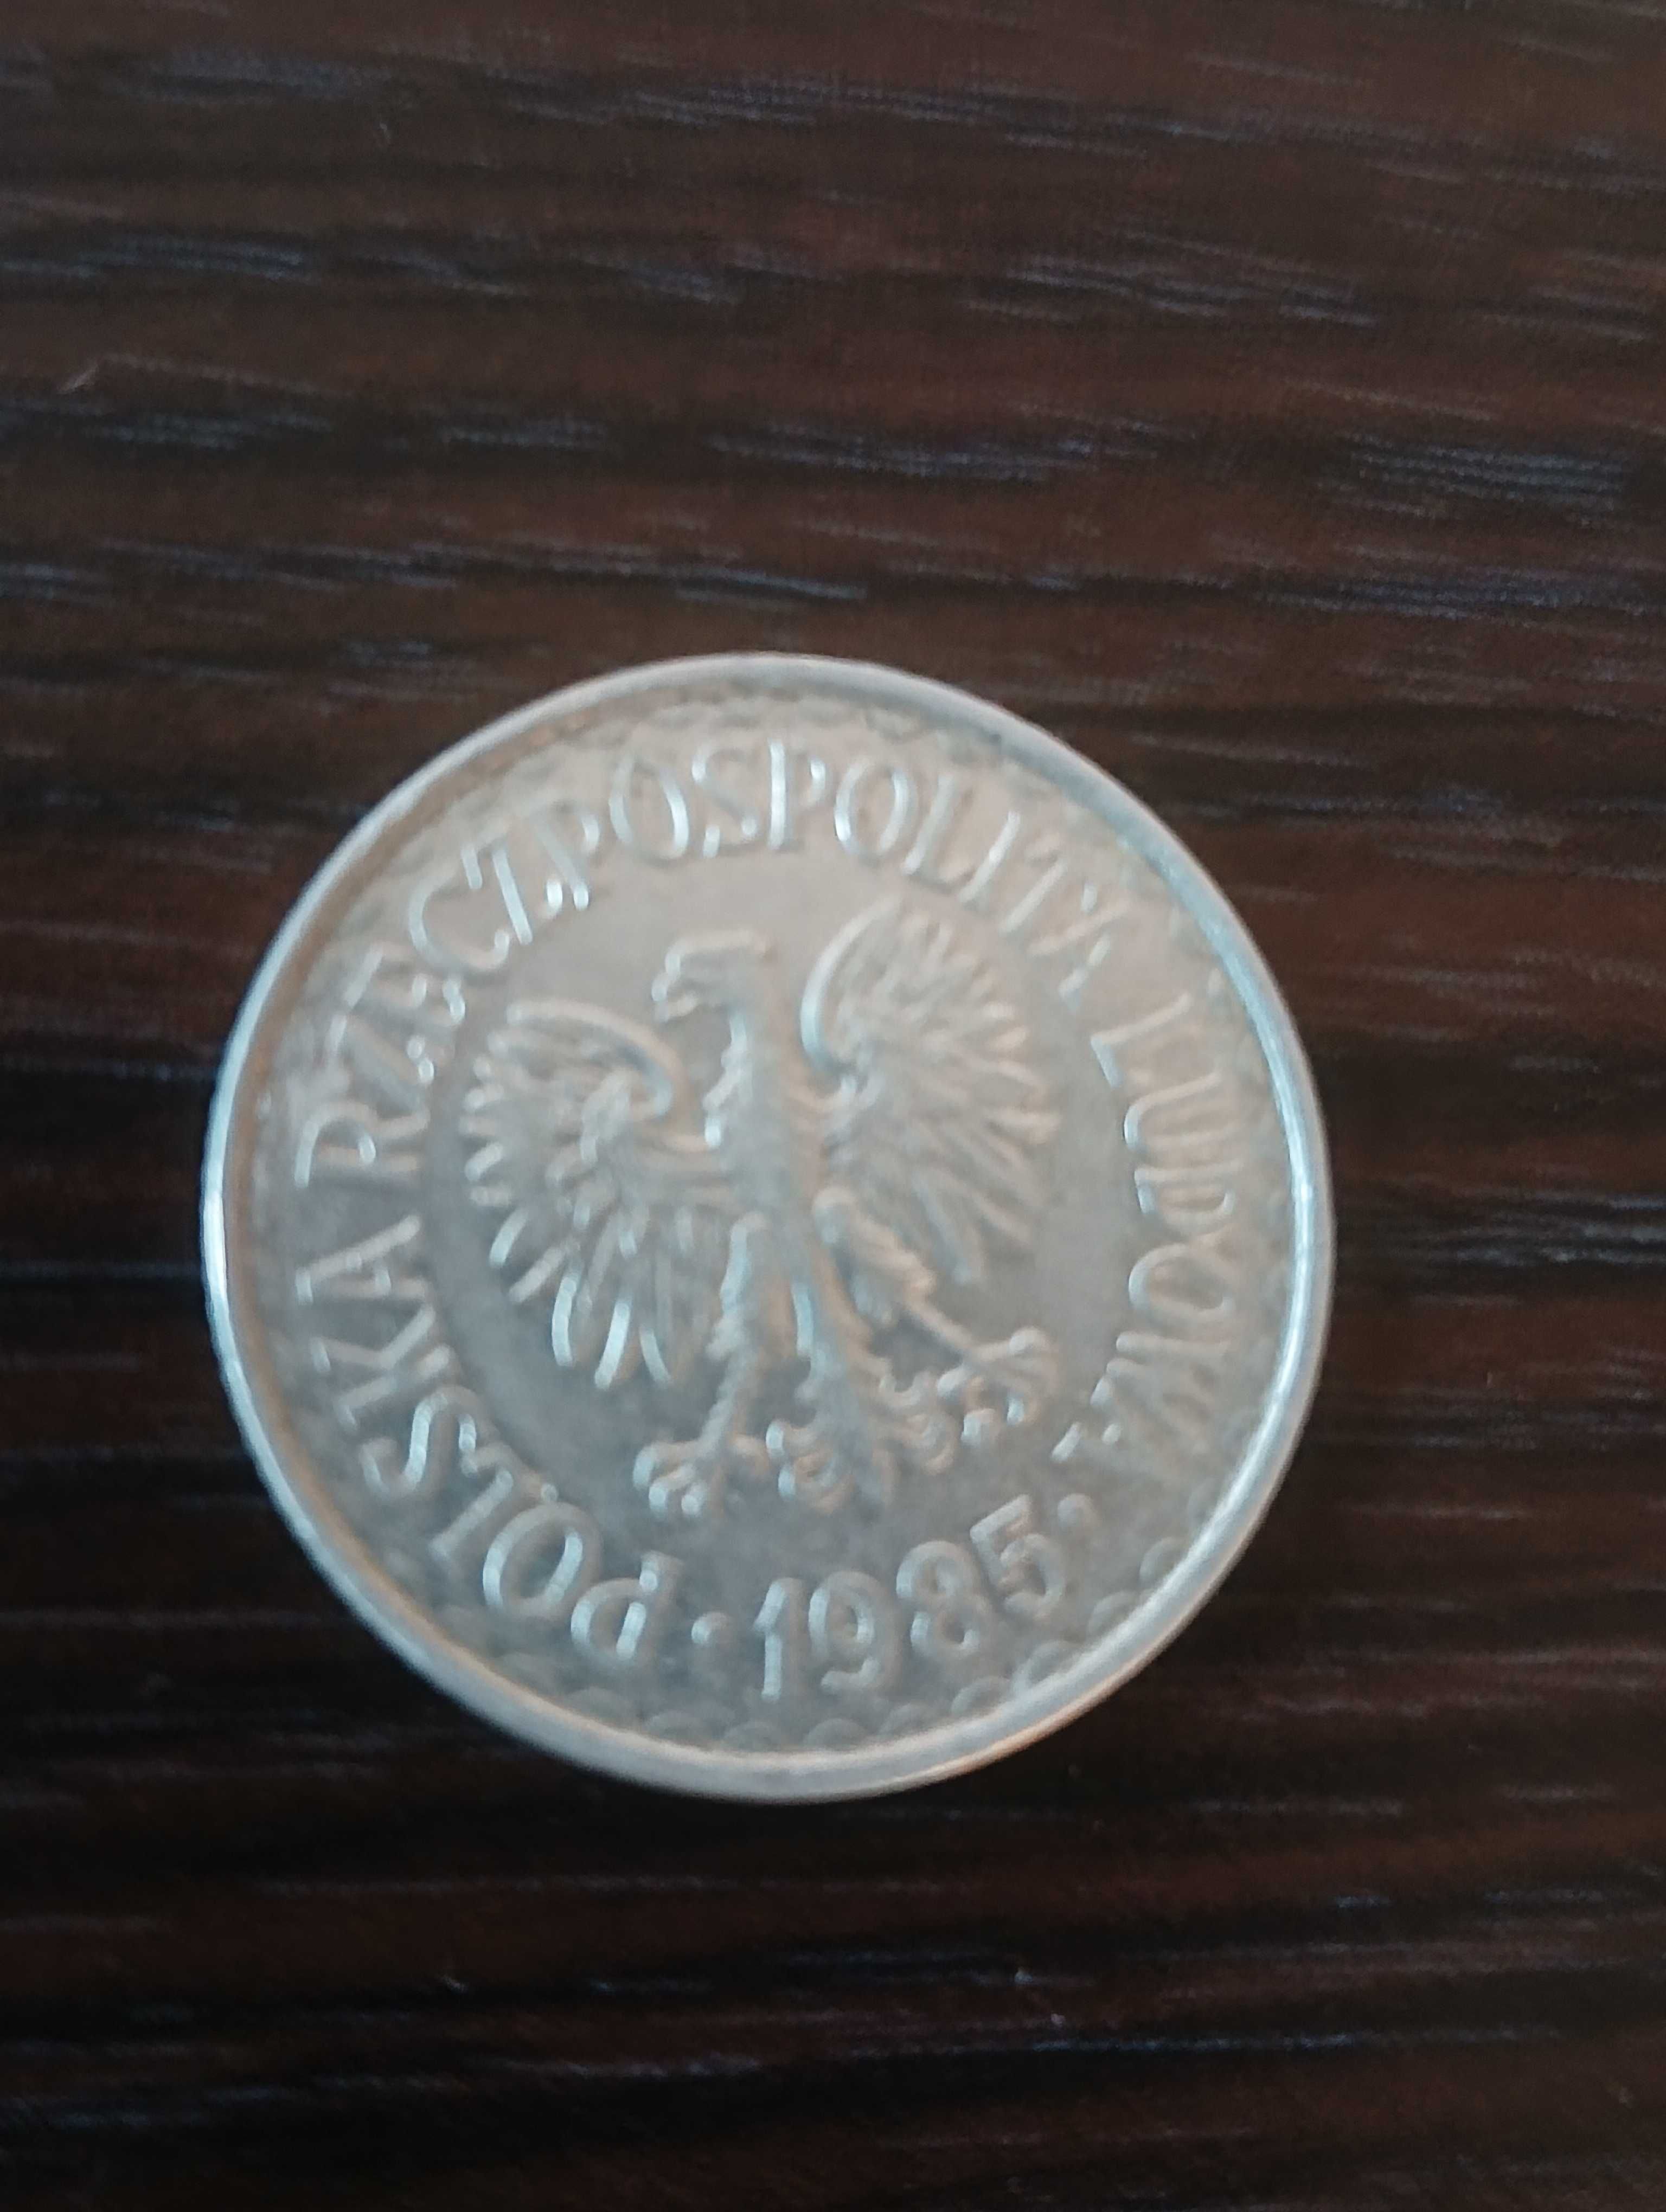 POLSKA RZECZPOSPOLITA LUDOWA
• 1985 •